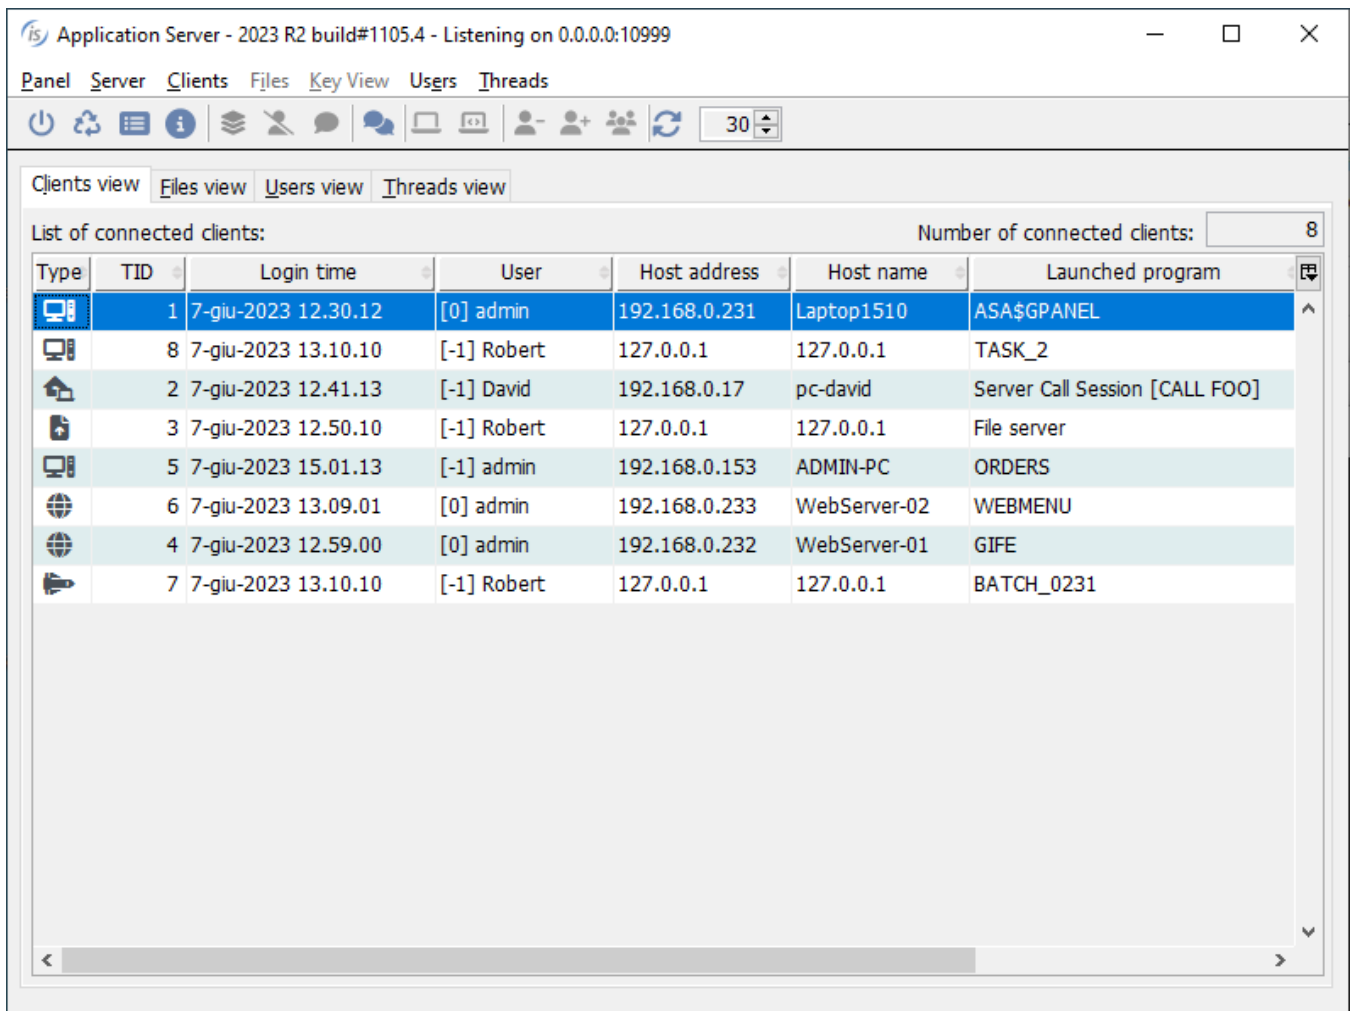 is Application Server - 2023 R2 build#1105.4 - Listening on 0.0.0.0:10999
Panel Server Clients Files Key View Users Threads
30
Clients view Files view Users view Threads view
List of connected clients: Number of connected clients: 8
Type TID Login time User Host address Host name Launched program
1 7-giu-2023 12.30.12 [0] admin 192.168.0.231 Laptop1510 ASA$GPANEL
8 7-giu-2023 13.10.10 [-1] Robert 127.0.0.1 127.0.0.1 TASK_2
2 7-giu-2023 12.41.13 [-1] David 192.168.0.17 pc-david Server Call Session [CALL FOO]
3 7-giu-2023 12.50.10 [-1] Robert 127.0.0.1 127.0.0.1 File server
5 7-giu-2023 15.01.13 [-1] admin 192.168.0.153 ADMIN-PC ORDERS
6 7-giu-2023 13.09.01 [0] admin 192.168.0.233 WebServer-02 WEBMENU
4 7-giu-2023 12.59.00 [0] admin 192.168.0.232 WebServer-01 GIFE
7 7-giu-2023 13.10.10 [-1] Robert 127.0.0.1 127.0.0.1 BATCH_0231